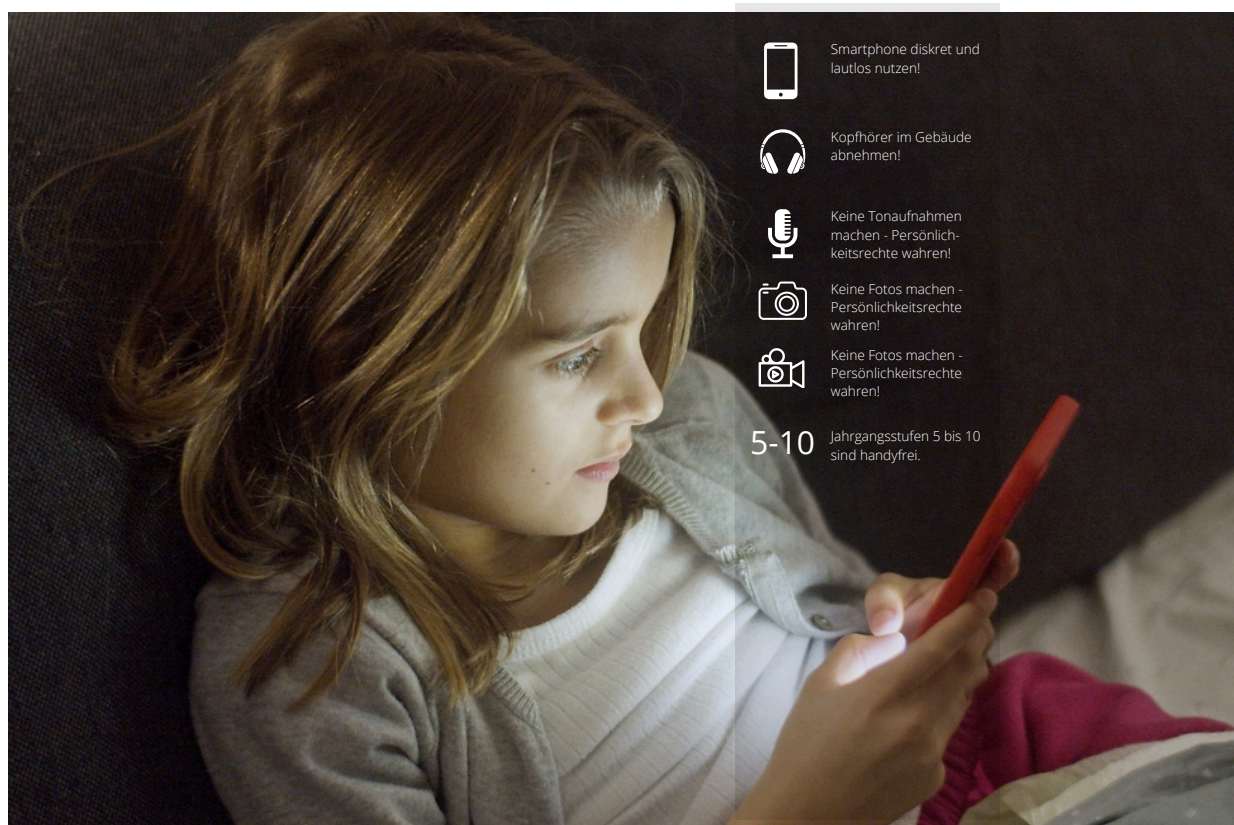 Smartphone diskret und
lautlos nutzen!
Kopfhörer im Gebäude
abnehmen!
Keine Tonaufnahmen
machen - Persönlich-
keitsrechte wahren!
Keine Fotos machen -
Persönlichkeitsrechte
wahren!
Keine Fotos machen -
Persönlichkeitsrechte
wahren!
5-10
Jahrgangsstufen 5 bis 10
sind handyfrei.